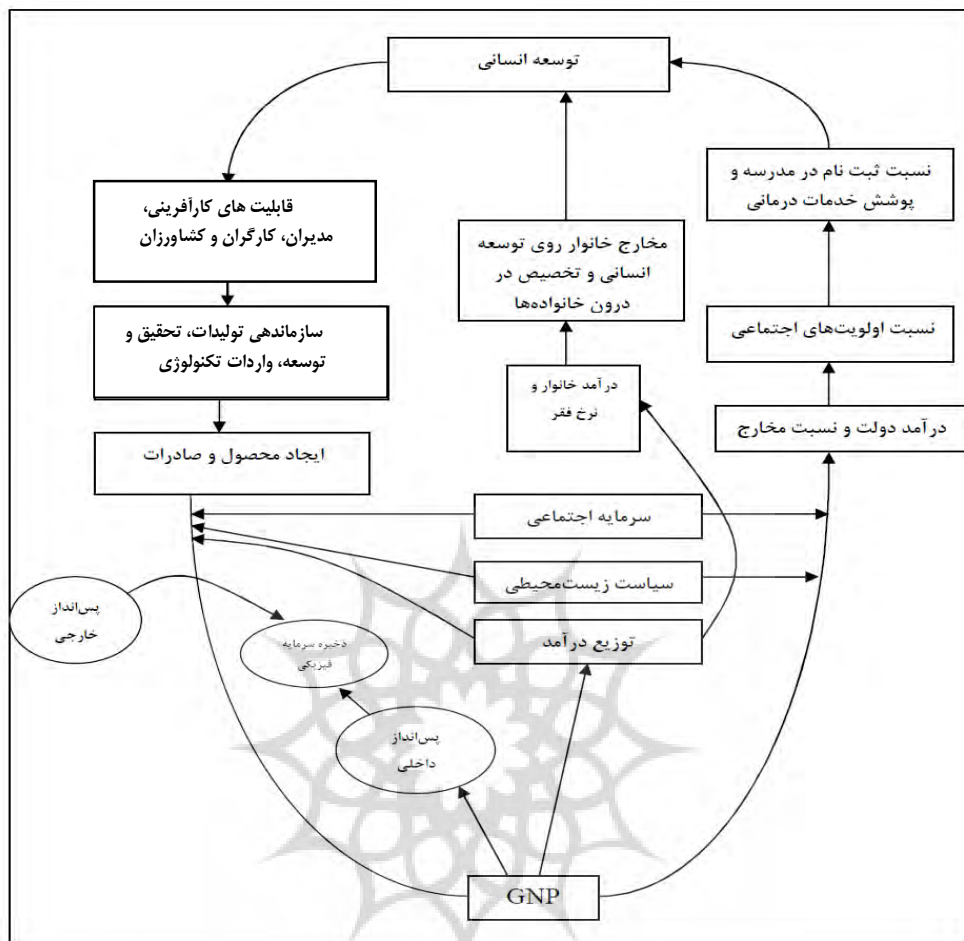 توسعه انسانی
نسبت ثبت نام در مدرسه و
پوشش خدمات درمانی
قابلیت های کارآفرینی،
مدیران، کارگران و کشاورزان
مخارج خانوار روی توسعه
انسانی و تخصیص در
درون خانواده‌ها
سازماندهی تولیدات، تحقیق و
توسعه، واردات تکنولوژی
نسبت اولویت‌های اجتماعی
درآمد خانوار و
نرخ فقر
درآمد دولت و نسبت مخارج
ایجاد محصول و صادرات
سرمایه اجتماعی
سیاست زیست‌محیطی
پس‌انداز
خارجی
توزیع درآمد
ذخیره سرمایه
فیزیکی
پس‌انداز
داخلی
GNP